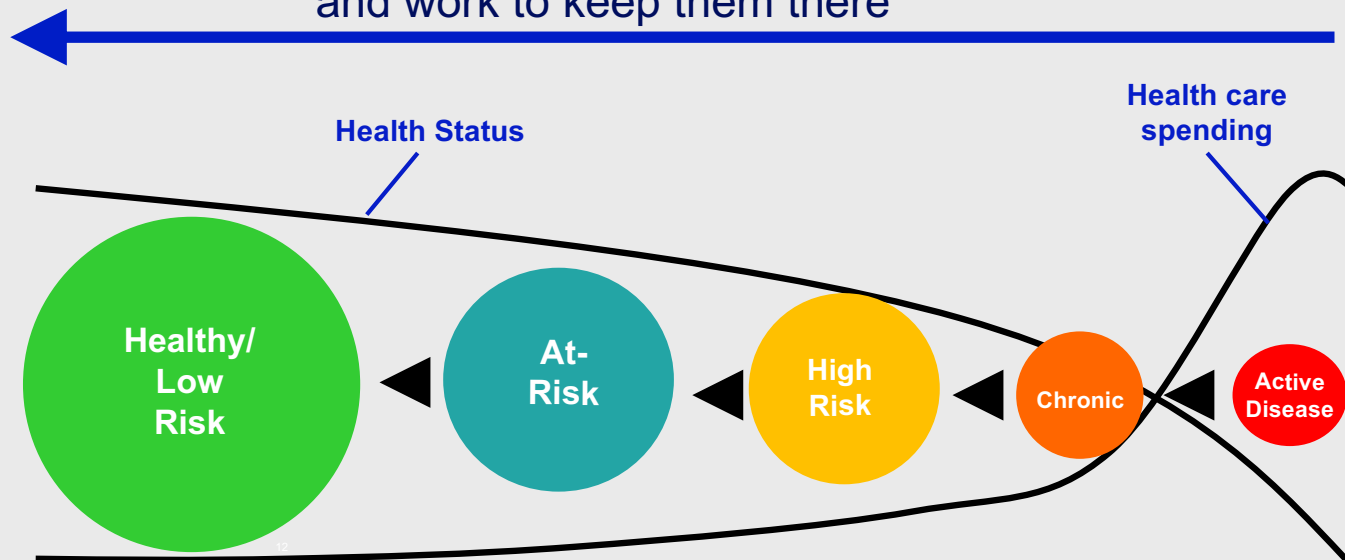 and work to keep them there
Health Status
Health care
spending
Healthy/
Low
Risk
At-
Risk
High
Risk
Chronic
Active
Disease
12